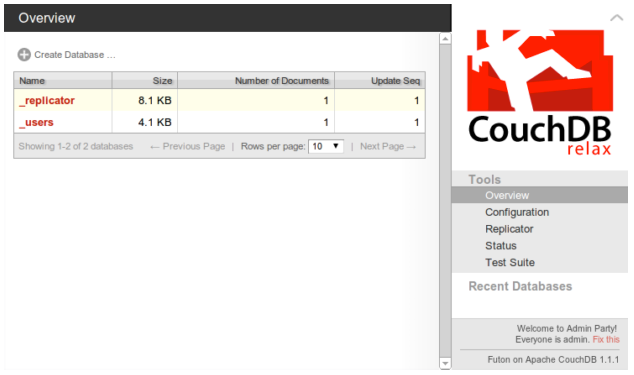 Overview
Create Database ...
Name Size Number of Documents Update Seq
_replicator 8.1 KB 1 1
_users 4.1 KB 1 1
Showing 1-2 of 2 databases ← Previous Page | Rows per page: 10 | Next Page →
CouchDB
relax
Tools
Overview
Configuration
Replicator
Status
Test Suite
Recent Databases
Welcome to Admin Party!
Everyone is admin. Fix this
Futon on Apache CouchDB 1.1.1